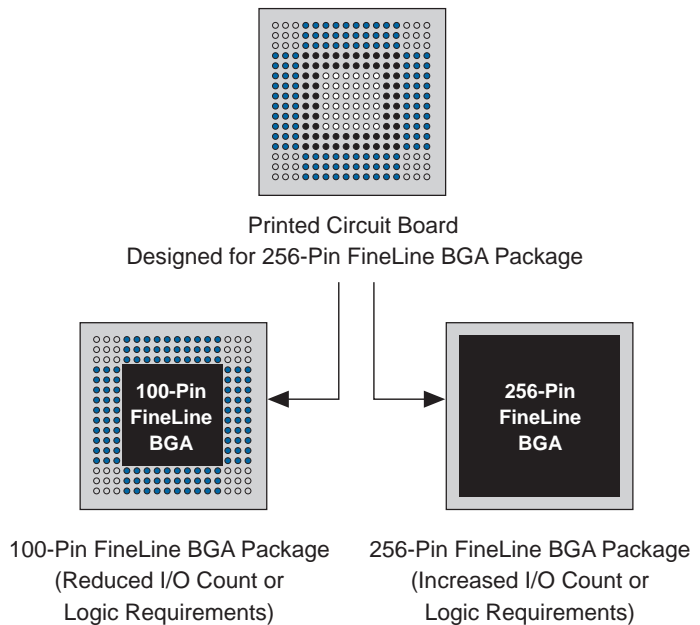 Printed Circuit Board
Designed for 256-Pin FineLine BGA Package
100-Pin
FineLine
BGA
256-Pin
FineLine
BGA
100-Pin FineLine BGA Package
(Reduced I/O Count or
Logic Requirements)
256-Pin FineLine BGA Package
(Increased I/O Count or
Logic Requirements)